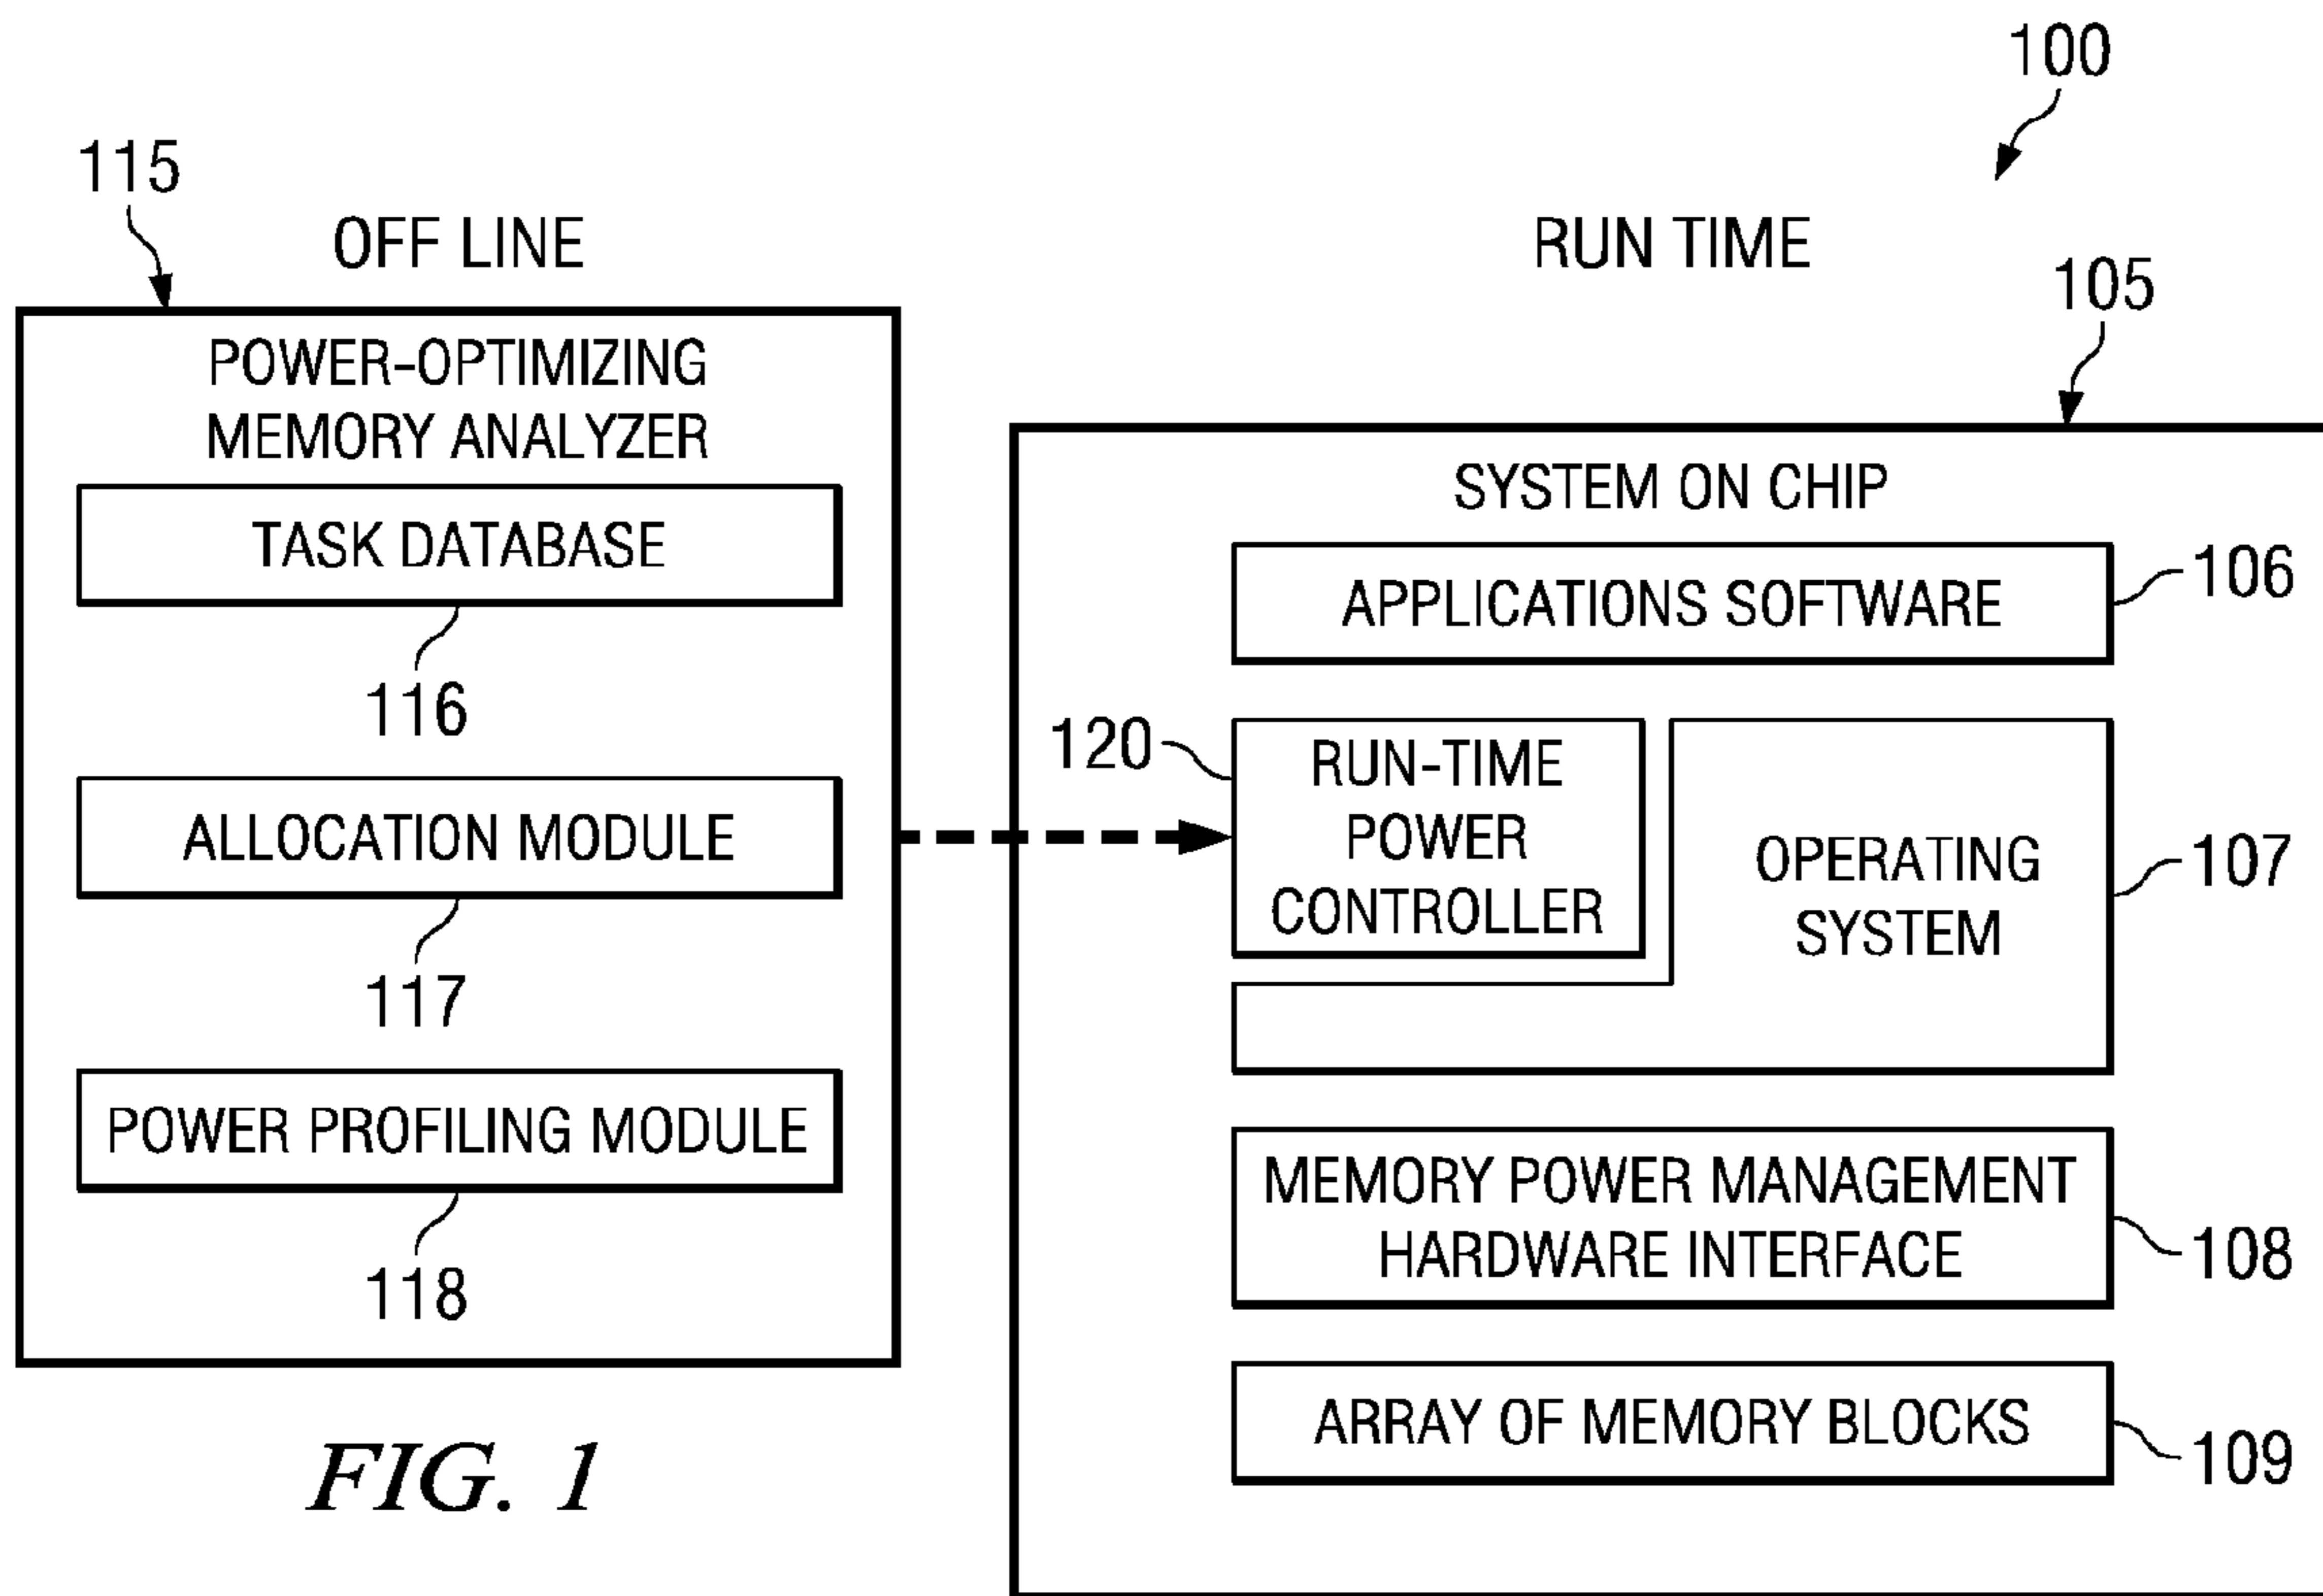 100
115
OFF LINE
RUN TIME
105
POWER-OPTIMIZING
MEMORY ANALYZER
TASK DATABASE
116
ALLOCATION MODULE
117
POWER PROFILING MODULE
118
SYSTEM ON CHIP
APPLICATIONS SOFTWARE
106
120
RUN-TIME
POWER
CONTROLLER
OPERATING
SYSTEM
107
MEMORY POWER MANAGEMENT
HARDWARE INTERFACE
108
ARRAY OF MEMORY BLOCKS
109
FIG. 1